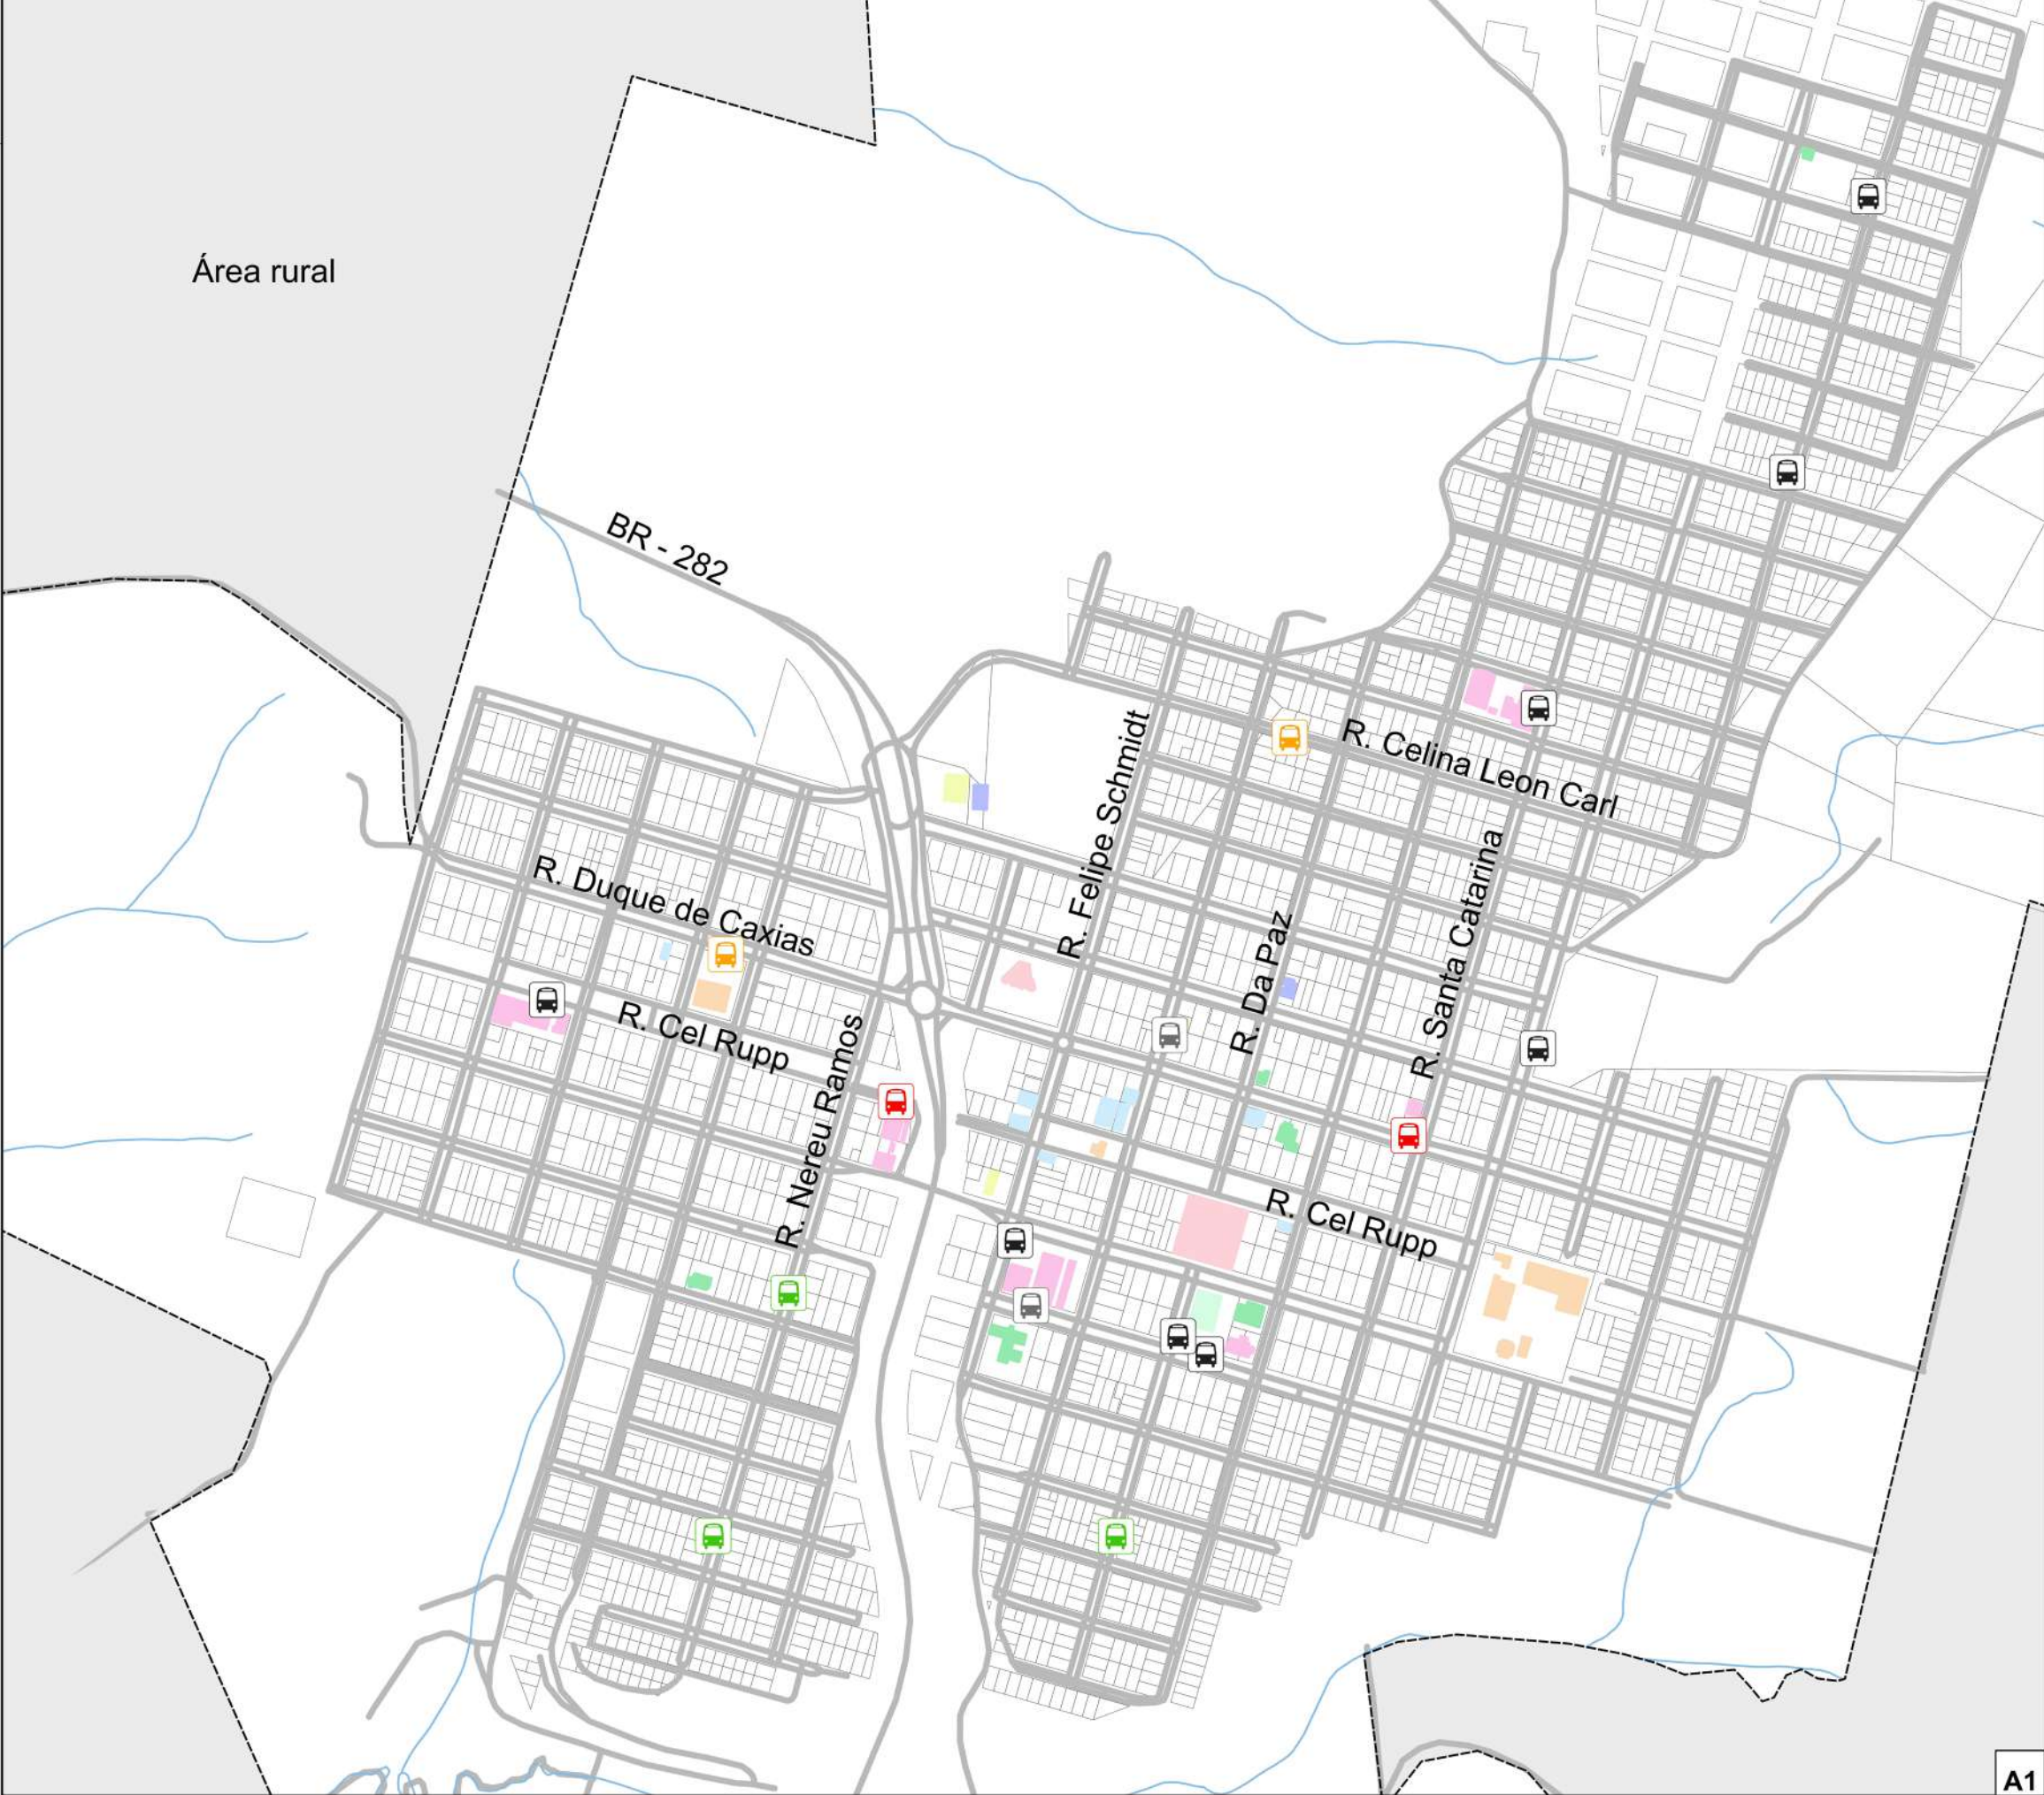 Área rural
BR - 282
R. Felipe Schmidt
R. Celina Leon Carl
R. Duque de Caxias
R. Da Paz
R. Santa Catarina
R. Cel Rupp
R. Nereu Ramos
R. Cel Rupp
A1